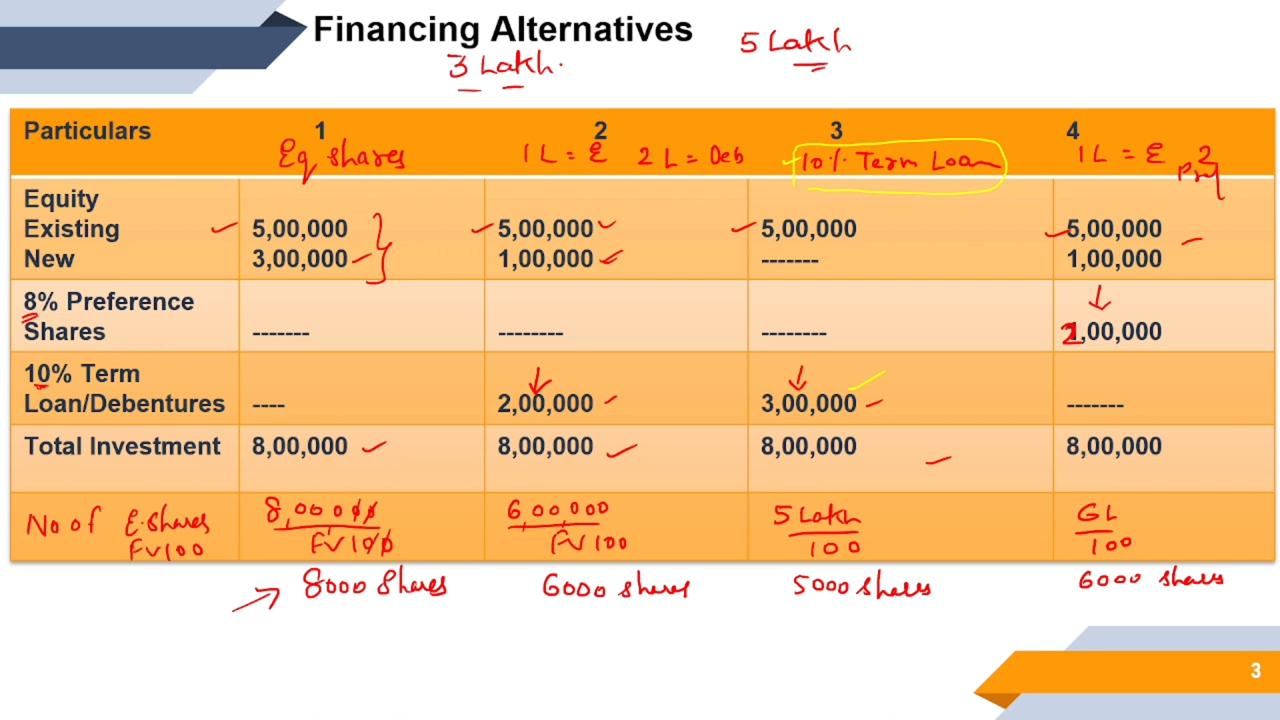 Financing Alternatives
5 Lakh
3 Lakh.
Particulars 1 2 3 4
Eq shares 1 L = E 2 L = Deb 10% Term Loan 1 L = E 2 Pref
Equity
Existing 5,00,000 5,00,000 5,00,000 5,00,000
New 3,00,000 1,00,000 ------- 1,00,000
8% Preference
Shares ------- -------- -------- 2,00,000
10% Term
Loan/Debentures ---- 2,00,000 3,00,000 -------
Total Investment 8,00,000 8,00,000 8,00,000 8,00,000
No of E.shares 8,00,000 6,00,000 5 Lakh 6L
FV100 FV100 FV100 100 100
8000 Shares 6000 shares 5000 shares 6000 shares
3